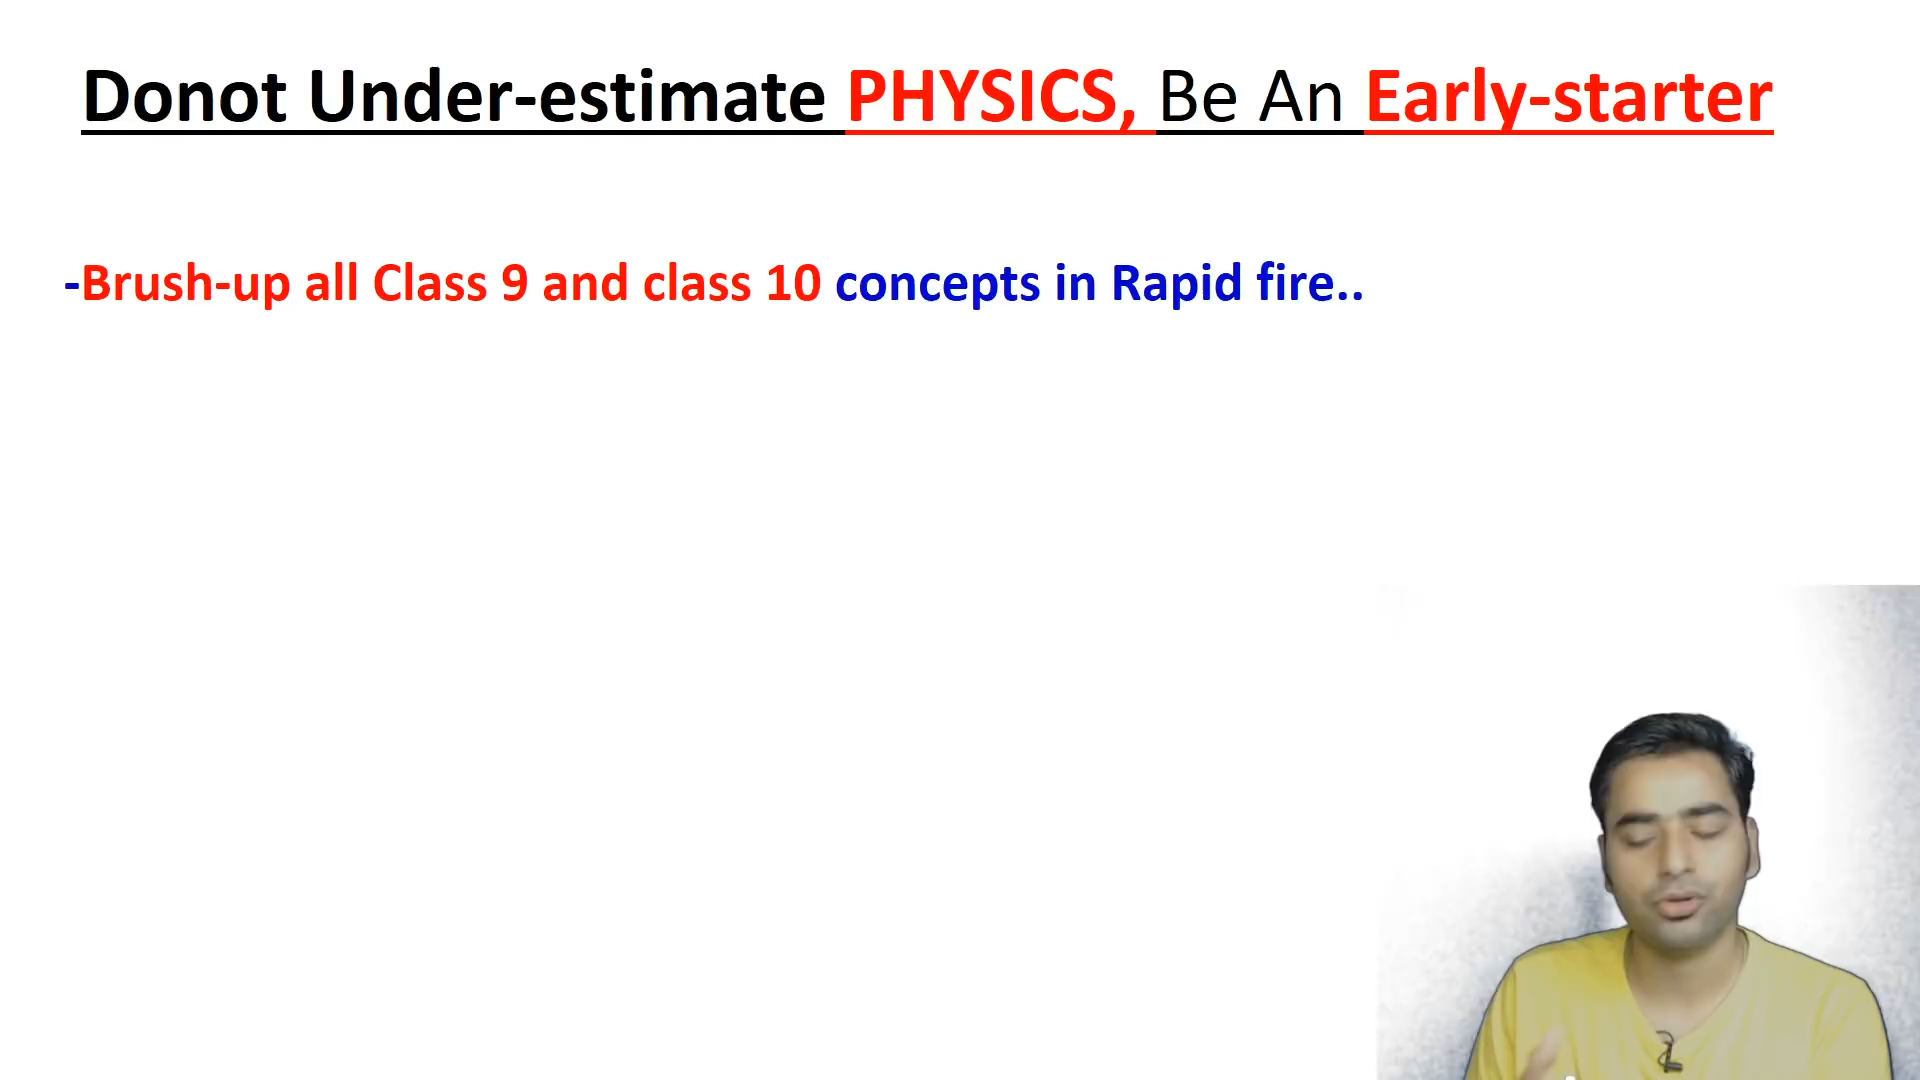 Donot Under-estimate PHYSICS, Be An Early-starter
-Brush-up all Class 9 and class 10 concepts in Rapid fire..